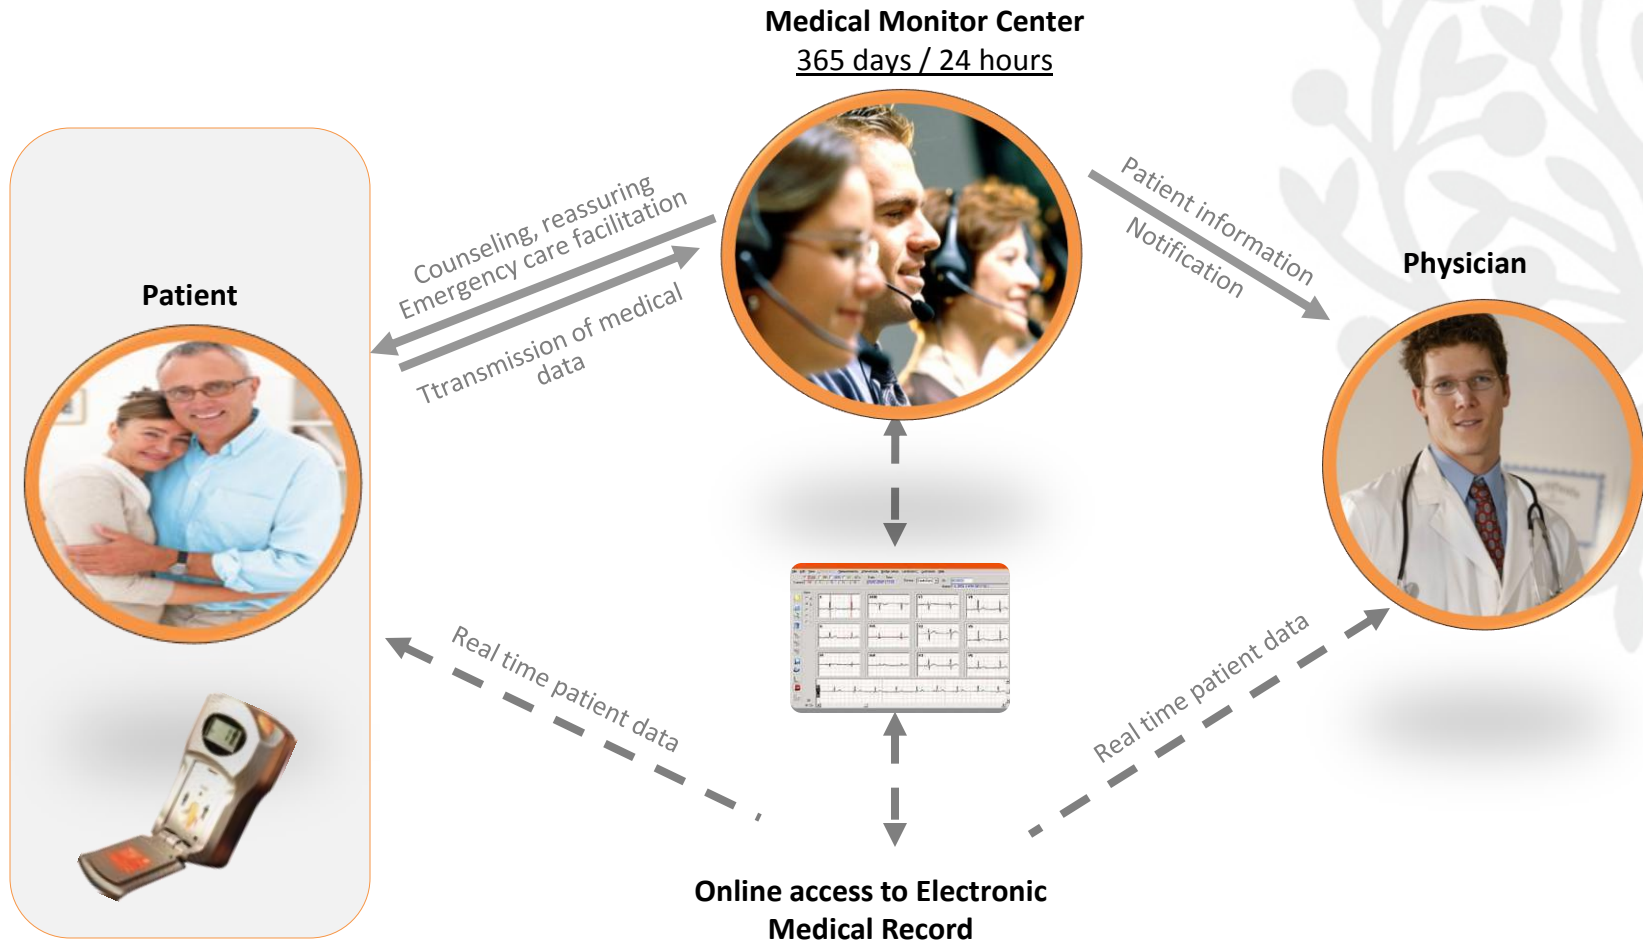 Medical Monitor Center
365 days / 24 hours
Counseling, reassuring
Emergency care facilitation
Ttransmission of medical
data
Patient information
Notification
Physician
Patient
Real time patient data
Real time patient data
Online access to Electronic
Medical Record